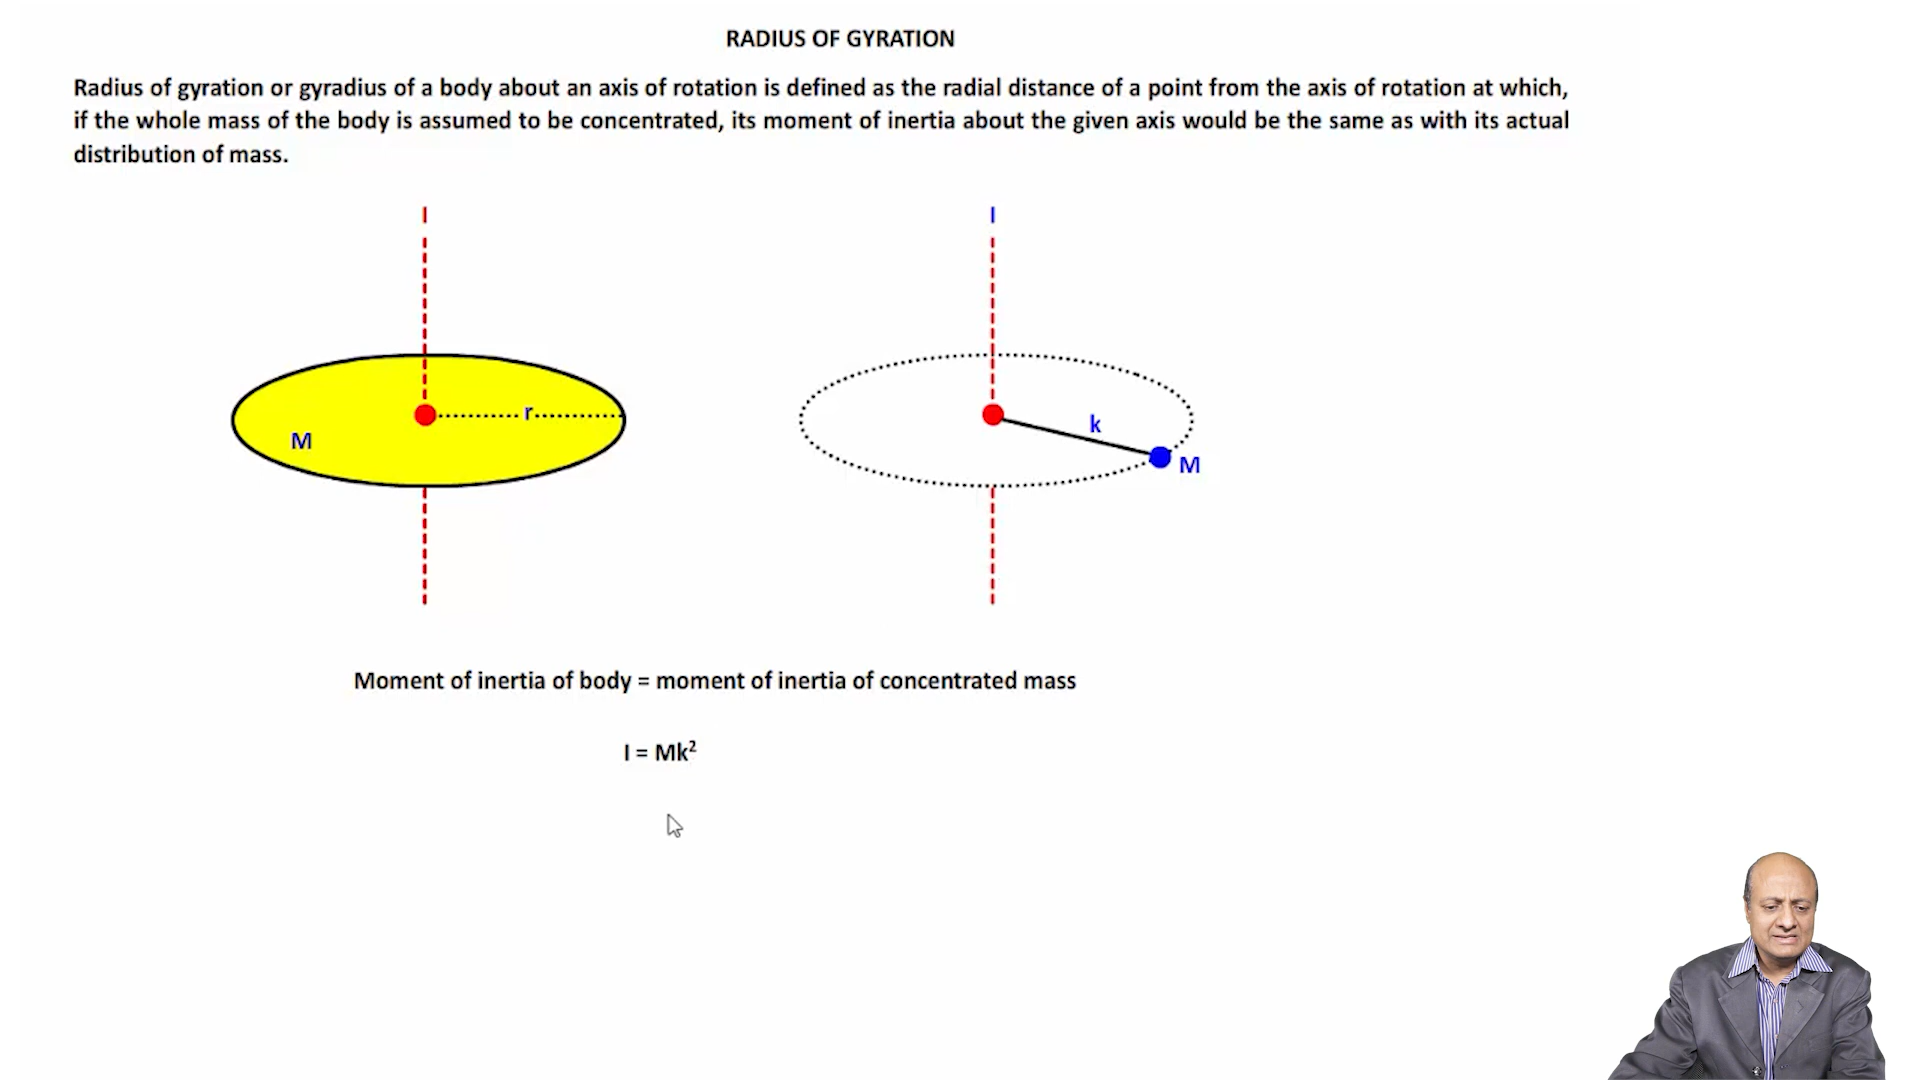 RADIUS OF GYRATION
Radius of gyration or gyradius of a body about an axis of rotation is defined as the radial distance of a point from the axis of rotation at which,
if the whole mass of the body is assumed to be concentrated, its moment of inertia about the given axis would be the same as with its actual
distribution of mass.
I
I
r
k
M
M
Moment of inertia of body = moment of inertia of concentrated mass
I = Mk²